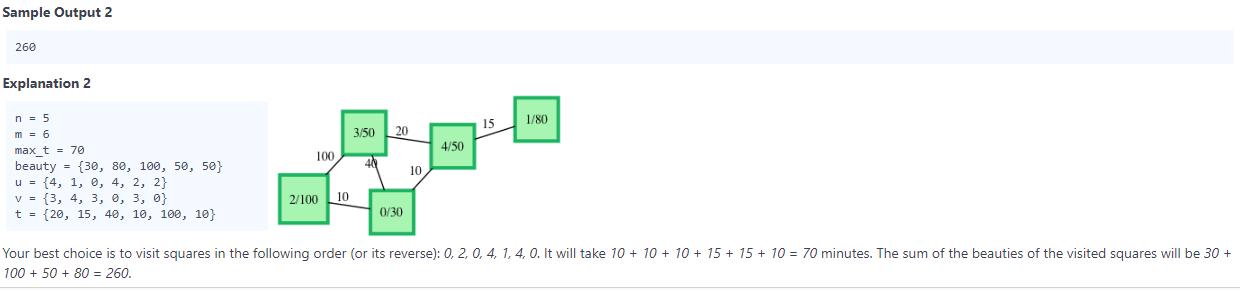 Sample Output 2
260
Explanation 2
n = 5
m = 6
max_t = 70
beauty = {30, 80, 100, 50, 50}
u = {4, 1, 0, 4, 2, 2}
v = {3, 4, 3, 0, 3, 0}
t = {20, 15, 40, 10, 100, 10}
1/80
15
3/50
20
4/50
100
40
10
2/100
10
0/30
Your best choice is to visit squares in the following order (or its reverse): 0, 2, 0, 4, 1, 4, 0. It will take 10 + 10 + 10 + 15 + 15 + 10 = 70 minutes. The sum of the beauties of the visited squares will be 30 +
100 + 50 + 80 = 260.